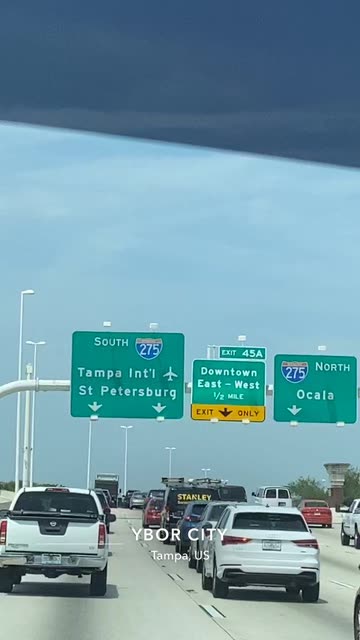 SOUTH 275
Tampa Int'l
St Petersburg
EXIT 45A
Downtown
East-West
1/2 MILE
EXIT ONLY
275 NORTH
Ocala
STANLEY
YBOR CITY
Tampa, US